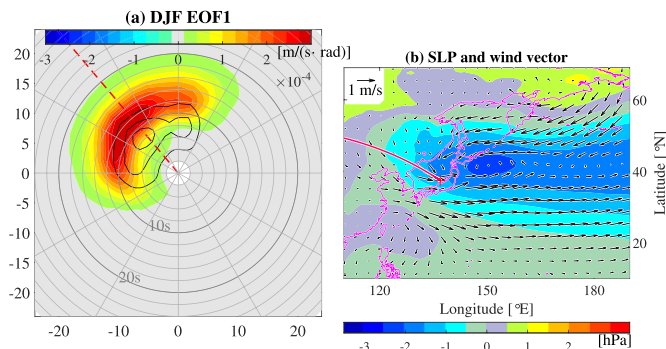 (a) DJF EOF1
[m/(s· rad)]
-3 -2 -1 0 1 2
×10⁻⁴
20
15
10
5
0
-5
-10
-15
-20
10s
20s
-20 -10 0 10 20
(b) SLP and wind vector
1 m/s
60
40
20
Latitude [°N]
120 150 180
Longitude [°E]
-3 -2 -1 0 1 2
[hPa]